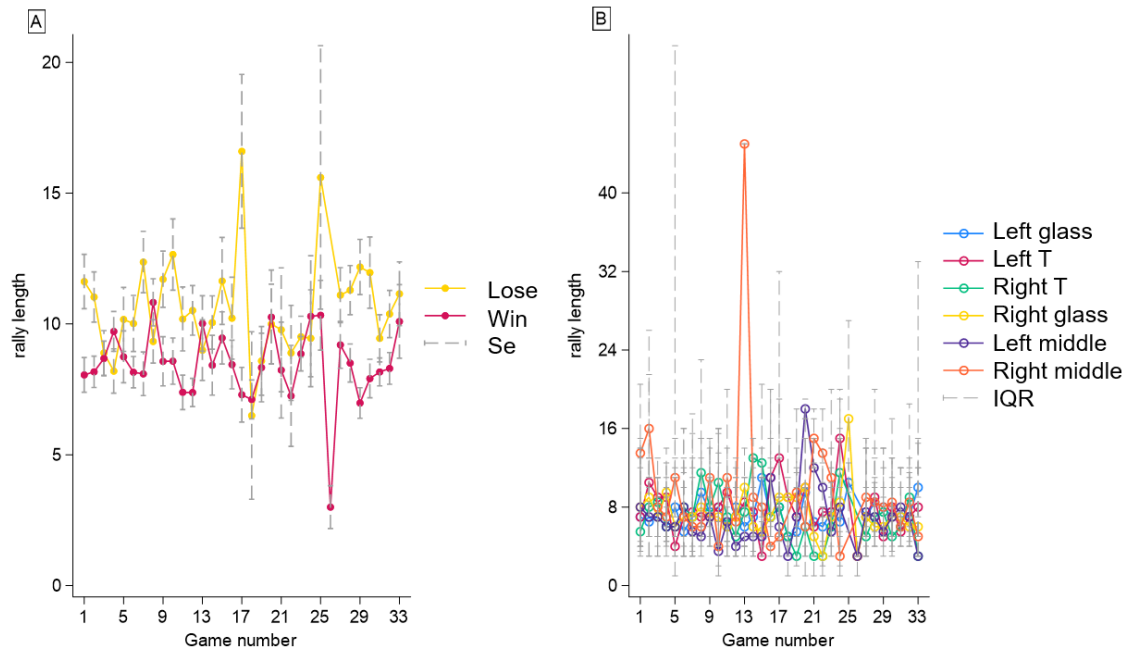 A
20
15
10
5
0
rally length
1 5 9 13 17 21 25 29 33
Game number
Lose
Win
Se
B
40
32
24
16
8
0
rally length
1 5 9 13 17 21 25 29 33
Game number
Left glass
Left T
Right T
Right glass
Left middle
Right middle
IQR